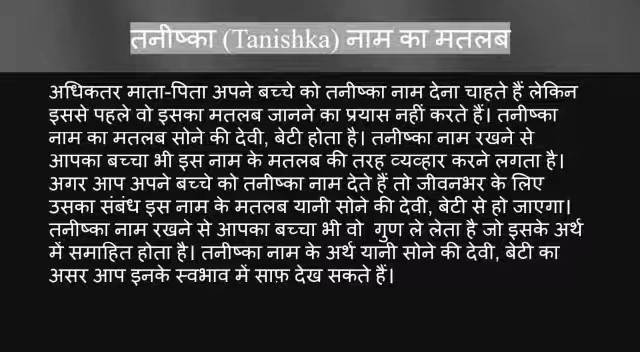 तनीष्का (Tanishka) नाम का मतलब
अधिकतर माता-पिता अपने बच्चे को तनीष्का नाम देना चाहते हैं लेकिन
इससे पहले वो इसका मतलब जानने का प्रयास नहीं करते हैं। तनीष्का
नाम का मतलब सोने की देवी, बेटी होता है। तनीष्का नाम रखने से
आपका बच्चा भी इस नाम के मतलब की तरह व्यव्हार करने लगता है।
अगर आप अपने बच्चे को तनीष्का नाम देते हैं तो जीवनभर के लिए
उसका संबंध इस नाम के मतलब यानी सोने की देवी, बेटी से हो जाएगा।
तनीष्का नाम रखने से आपका बच्चा भी वो गुण ले लेता है जो इसके अर्थ
में समाहित होता है। तनीष्का नाम के अर्थ यानी सोने की देवी, बेटी का
असर आप इनके स्वभाव में साफ़ देख सकते हैं।